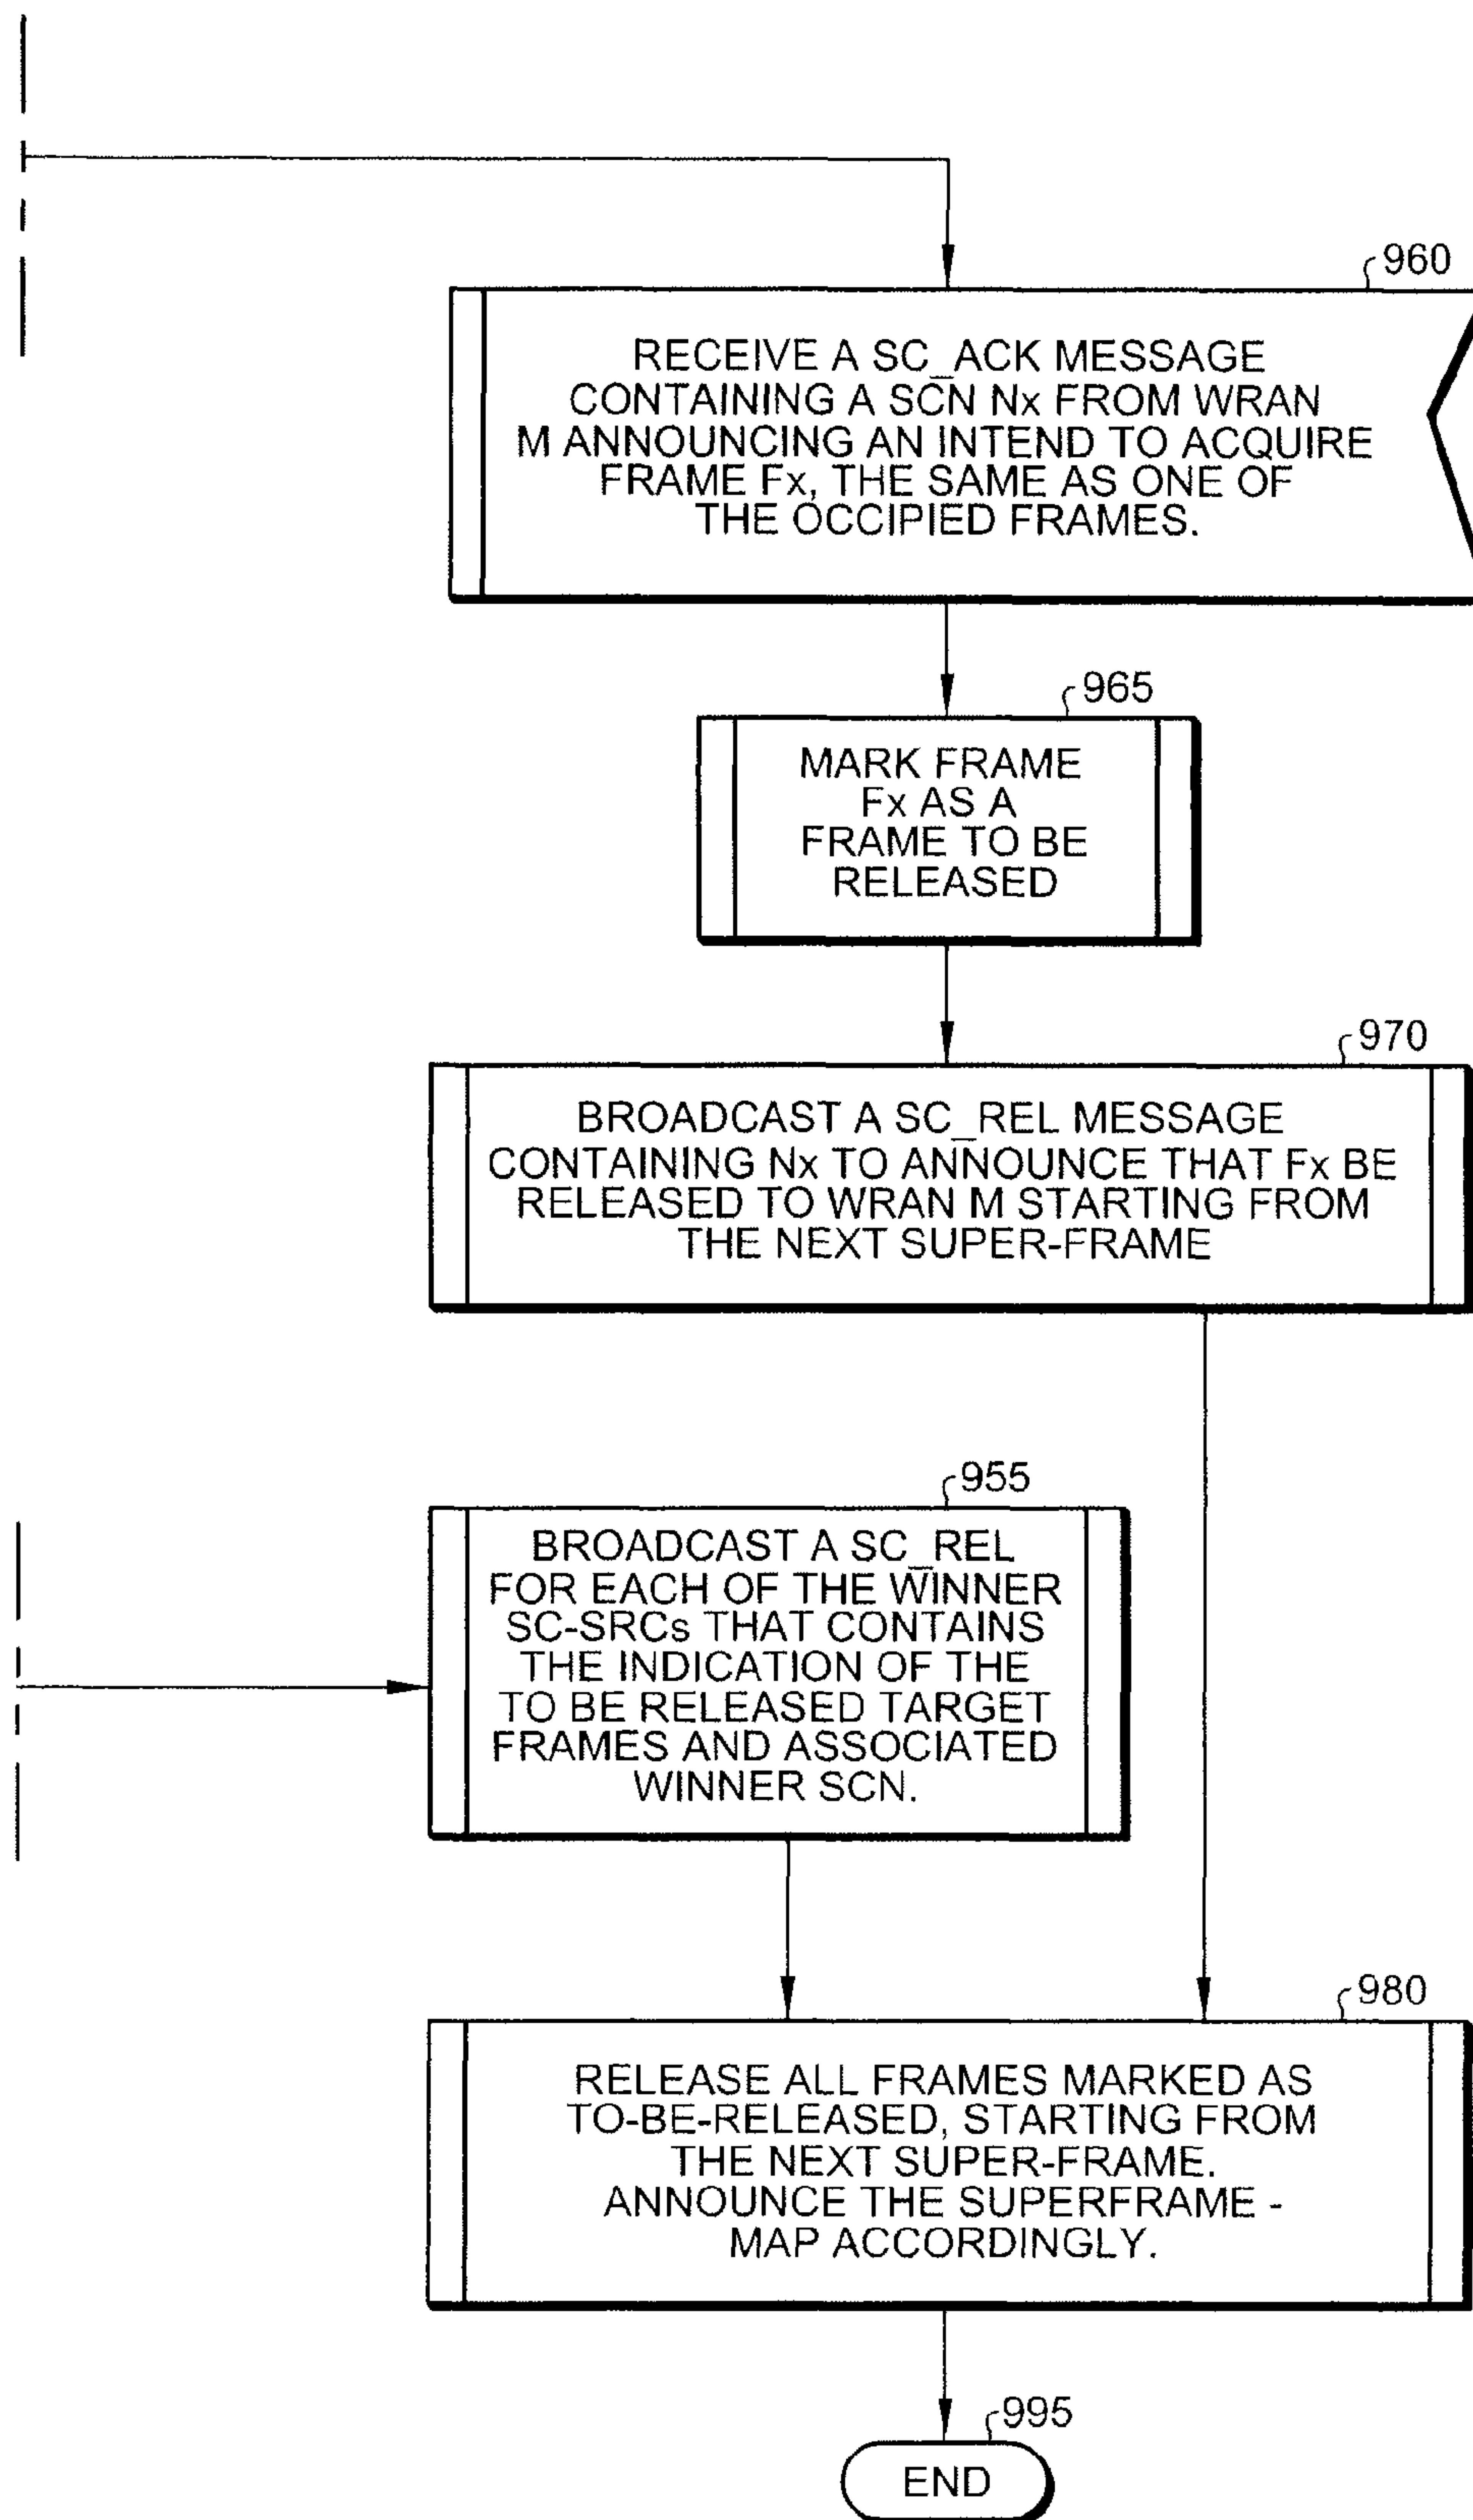 960
RECEIVE A SC_ACK MESSAGE
CONTAINING A SCN Nx FROM WRAN
M ANNOUNCING AN INTEND TO ACQUIRE
FRAME Fx, THE SAME AS ONE OF
THE OCCIPIED FRAMES.
965
MARK FRAME
Fx AS A
FRAME TO BE
RELEASED
970
BROADCAST A SC_REL MESSAGE
CONTAINING Nx TO ANNOUNCE THAT Fx BE
RELEASED TO WRAN M STARTING FROM
THE NEXT SUPER-FRAME
955
BROADCAST A SC_REL
FOR EACH OF THE WINNER
SC-SRCs THAT CONTAINS
THE INDICATION OF THE
TO BE RELEASED TARGET
FRAMES AND ASSOCIATED
WINNER SCN.
980
RELEASE ALL FRAMES MARKED AS
TO-BE-RELEASED, STARTING FROM
THE NEXT SUPER-FRAME.
ANNOUNCE THE SUPERFRAME -
MAP ACCORDINGLY.
995
END